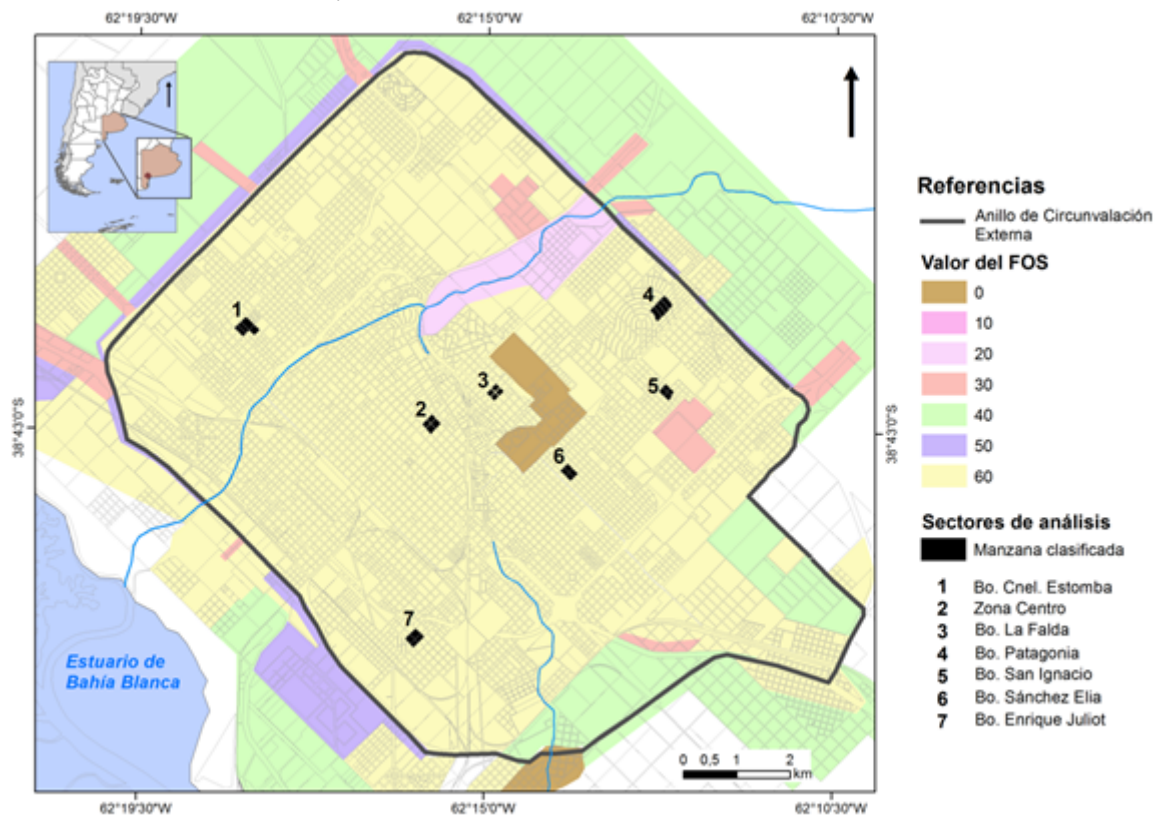 62°19'30"W 62°15'0"W 62°10'30"W
38°43'0"S
38°43'0"S
1
2
3
4
5
6
7
Estuario de
Bahía Blanca
0 0,5 1 2
km
62°19'30"W 62°15'0"W 62°10'30"W
Referencias
Anillo de Circunvalación
Externa
Valor del FOS
0
10
20
30
40
50
60
Sectores de análisis
Manzana clasificada
1 Bo. Cnel. Estomba
2 Zona Centro
3 Bo. La Falda
4 Bo. Patagonia
5 Bo. San Ignacio
6 Bo. Sánchez Elia
7 Bo. Enrique Juliot